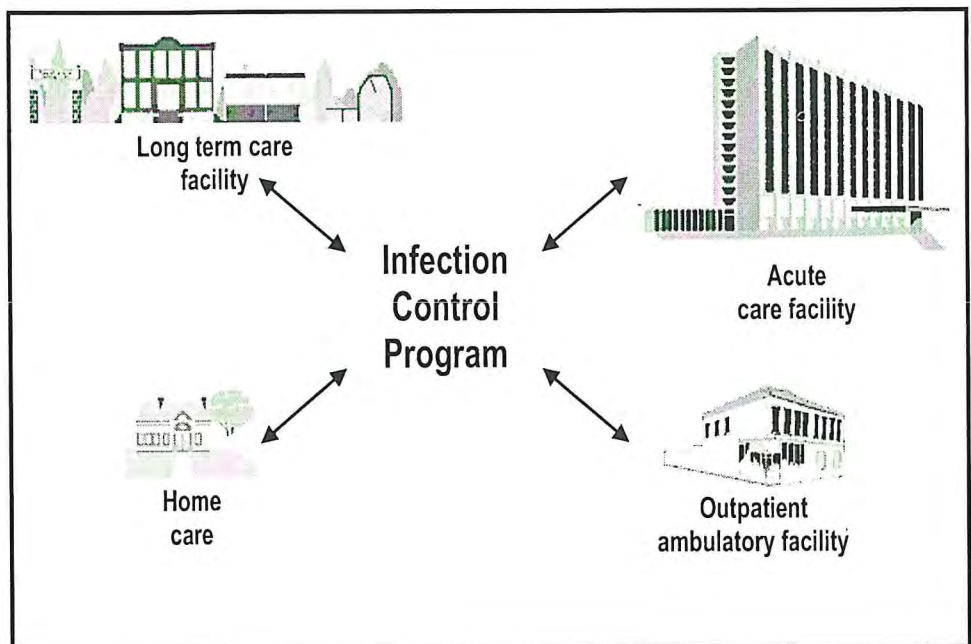 Long term care
facility
Acute
care facility
Infection
Control
Program
Home
care
Outpatient
ambulatory facility